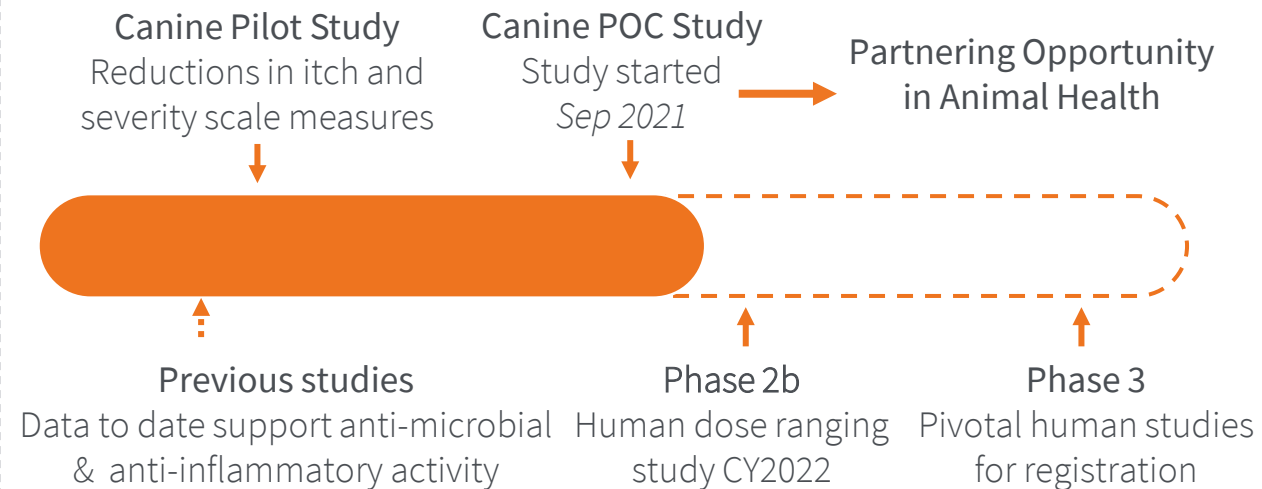 Canine Pilot Study
Reductions in itch and
severity scale measures
Canine POC Study
Study started
Sep 2021
Partnering Opportunity
in Animal Health
Previous studies
Data to date support anti-microbial
& anti-inflammatory activity
Phase 2b
Human dose ranging
study CY2022
Phase 3
Pivotal human studies
for registration